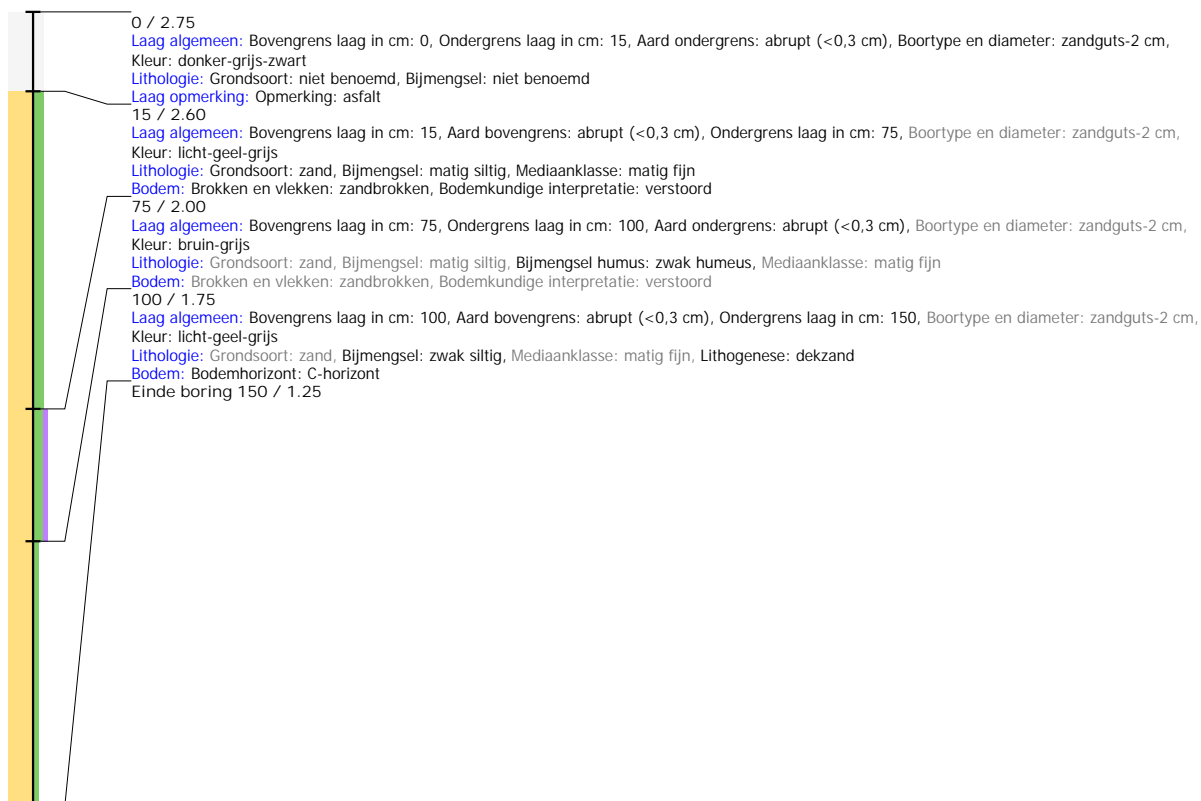 0 / 2.75
Laag algemeen: Bovengrens laag in cm: 0, Ondergrens laag in cm: 15, Aard ondergrens: abrupt (<0,3 cm), Boortype en diameter: zandguts-2 cm,
Kleur: donker-grijs-zwart
Lithologie: Grondsoort: niet benoemd, Bijmengsel: niet benoemd
Laag opmerking: Opmerking: asfalt
15 / 2.60
Laag algemeen: Bovengrens laag in cm: 15, Aard bovengrens: abrupt (<0,3 cm), Ondergrens laag in cm: 75, Boortype en diameter: zandguts-2 cm,
Kleur: licht-geel-grijs
Lithologie: Grondsoort: zand, Bijmengsel: matig siltig, Mediaanklasse: matig fijn
Bodem: Brokken en vlekken: zandbrokken, Bodemkundige interpretatie: verstoord
75 / 2.00
Laag algemeen: Bovengrens laag in cm: 75, Ondergrens laag in cm: 100, Aard ondergrens: abrupt (<0,3 cm), Boortype en diameter: zandguts-2 cm,
Kleur: bruin-grijs
Lithologie: Grondsoort: zand, Bijmengsel: matig siltig, Bijmengsel humus: zwak humeus, Mediaanklasse: matig fijn
Bodem: Brokken en vlekken: zandbrokken, Bodemkundige interpretatie: verstoord
100 / 1.75
Laag algemeen: Bovengrens laag in cm: 100, Aard bovengrens: abrupt (<0,3 cm), Ondergrens laag in cm: 150, Boortype en diameter: zandguts-2 cm,
Kleur: licht-geel-grijs
Lithologie: Grondsoort: zand, Bijmengsel: zwak siltig, Mediaanklasse: matig fijn, Lithogenese: dekzand
Bodem: Bodemhorizont: C-horizont
Einde boring 150 / 1.25